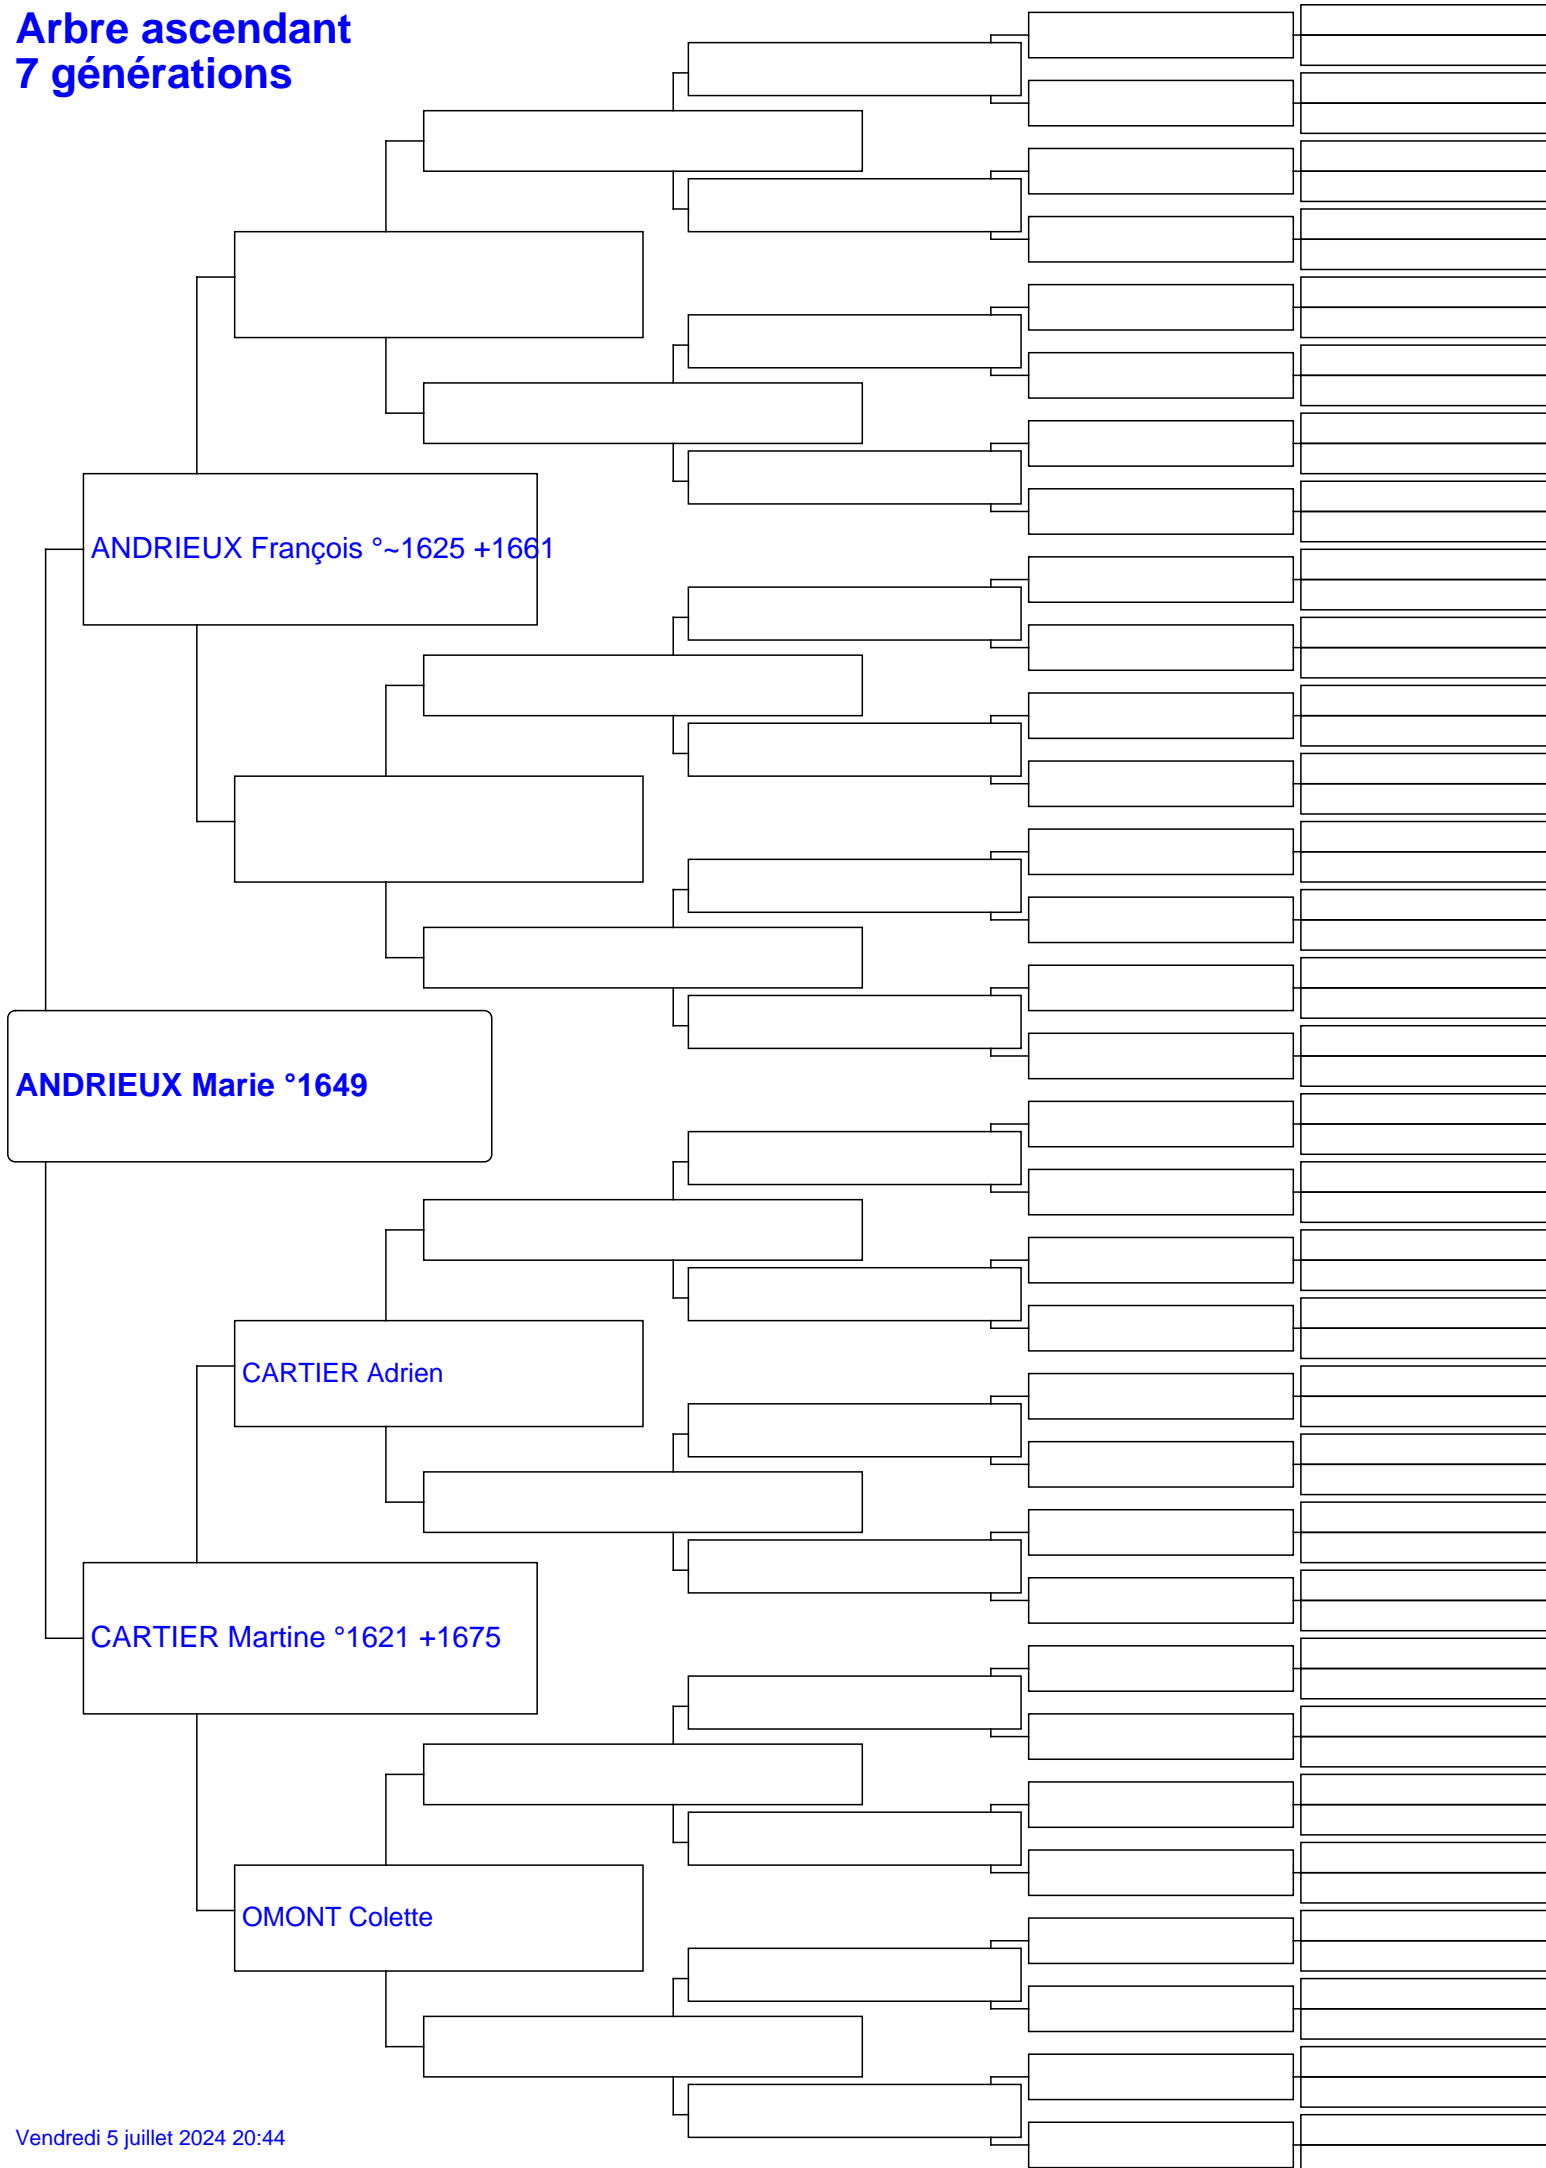 Arbre ascendant
7 générations
ANDRIEUX François °~1625 +1661
ANDRIEUX Marie °1649
CARTIER Adrien
CARTIER Martine °1621 +1675
OMONT Colette
Vendredi 5 juillet 2024 20:44